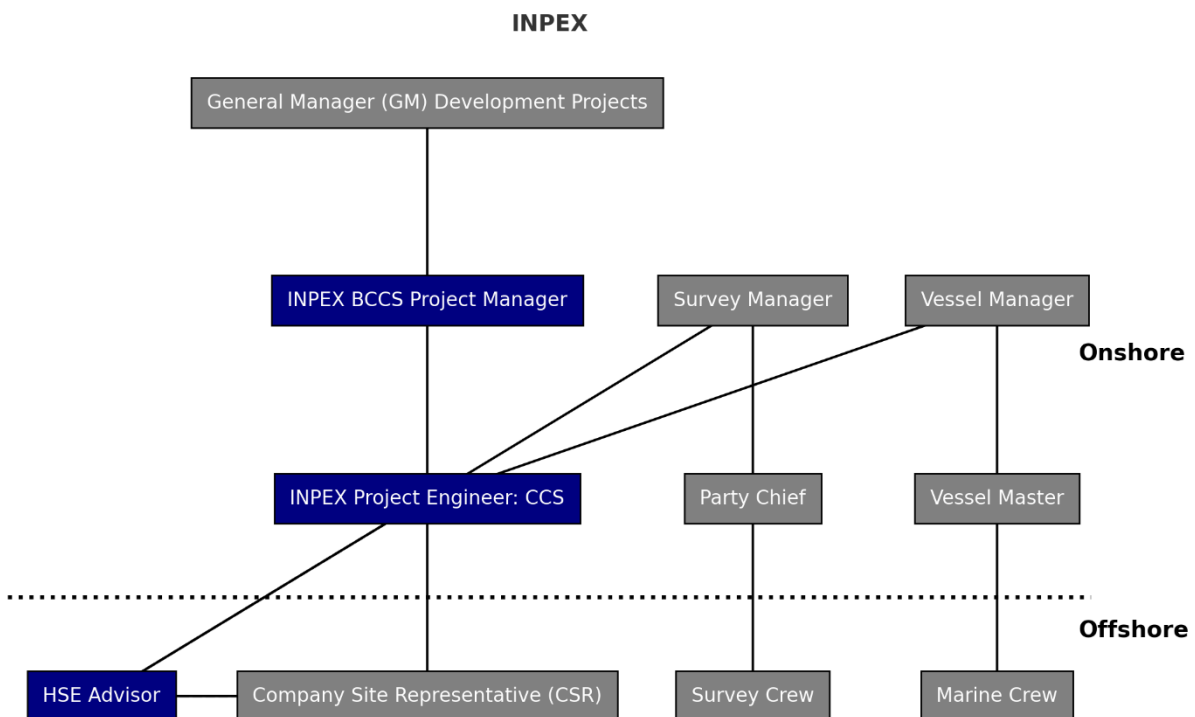 INPEX
General Manager (GM) Development Projects
INPEX BCCS Project Manager
Survey Manager
Vessel Manager
Onshore
INPEX Project Engineer: CCS
Party Chief
Vessel Master
Offshore
HSE Advisor
Company Site Representative (CSR)
Survey Crew
Marine Crew